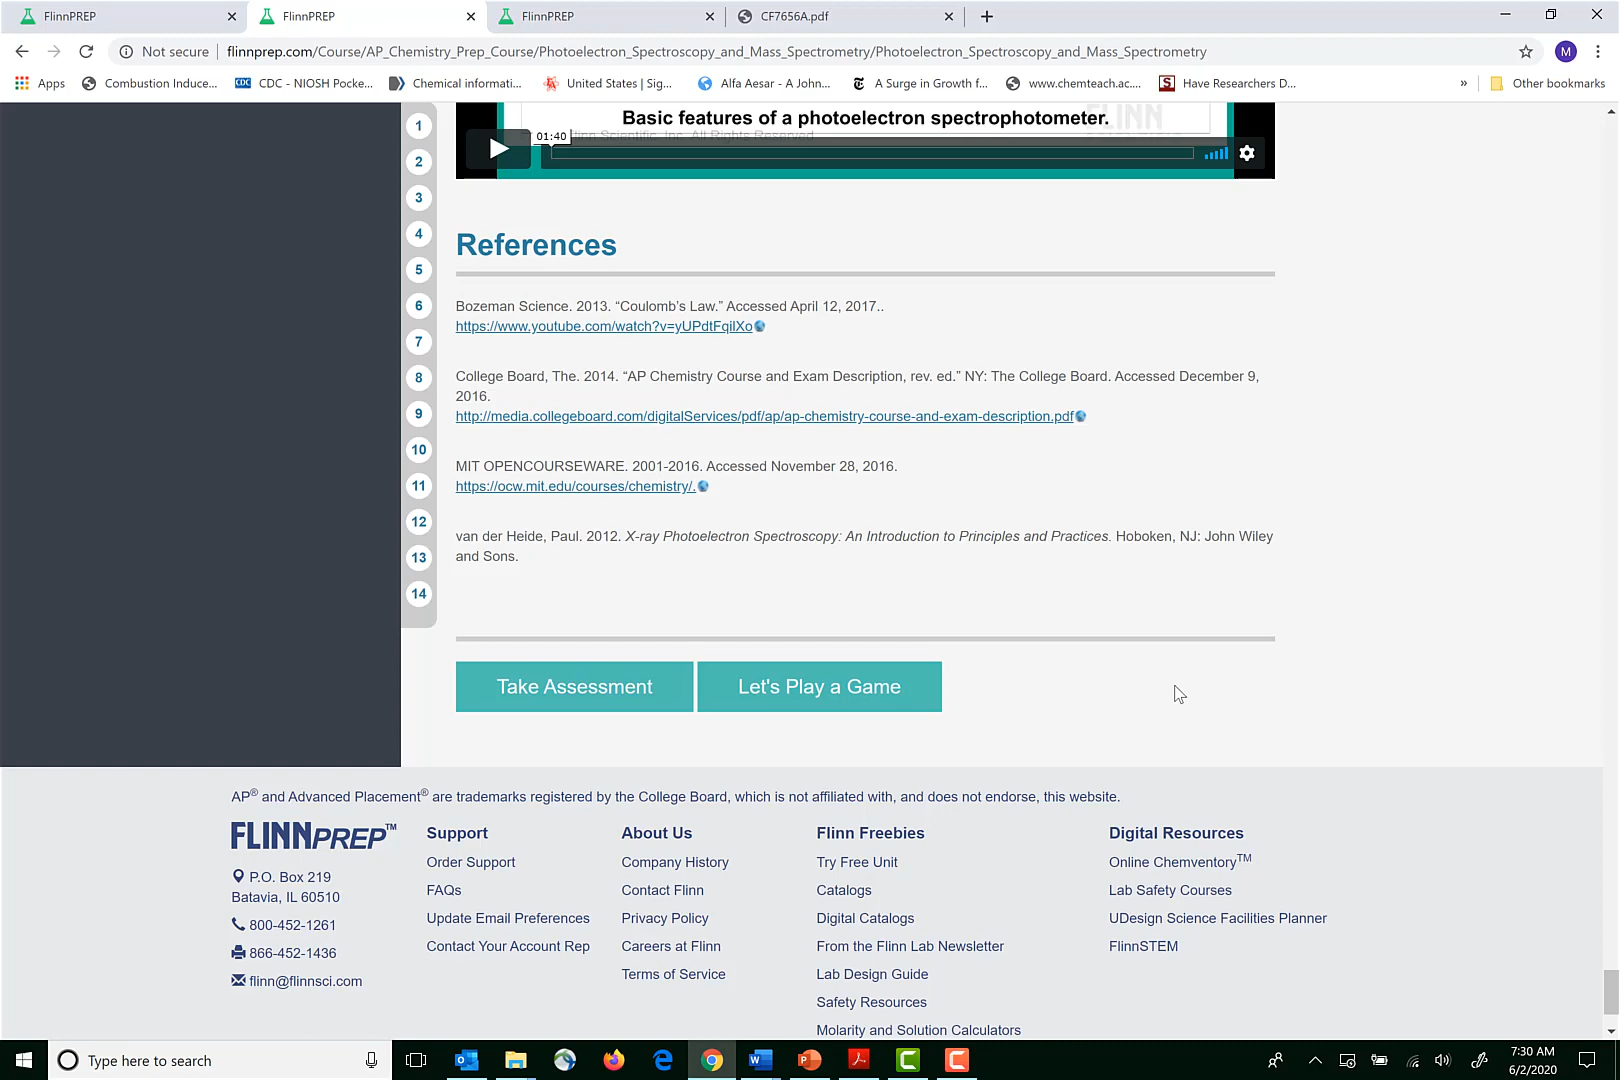 FlinnPREP
FlinnPREP
FlinnPREP
CF7656A.pdf
Not secure
flinnprep.com/Course/AP_Chemistry_Prep_Course/Photoelectron_Spectroscopy_and_Mass_Spectrometry/Photoelectron_Spectroscopy_and_Mass_Spectrometry
M
Apps
Combustion Induce...
CDC - NIOSH Pocke...
Chemical informati...
United States | Sig...
Alfa Aesar - A John...
A Surge in Growth f...
www.chemteach.ac....
Have Researchers D...
»
Other bookmarks
1
2
3
4
5
6
7
8
9
10
11
12
13
14
FLINN
Basic features of a photoelectron spectrophotometer.
01:40
Flinn Scientific, Inc. All Rights Reserved
References
Bozeman Science. 2013. “Coulomb’s Law.” Accessed April 12, 2017..
https://www.youtube.com/watch?v=yUPdtFqilXo
College Board, The. 2014. “AP Chemistry Course and Exam Description, rev. ed.” NY: The College Board. Accessed December 9,
2016.
http://media.collegeboard.com/digitalServices/pdf/ap/ap-chemistry-course-and-exam-description.pdf
MIT OPENCOURSEWARE. 2001-2016. Accessed November 28, 2016.
https://ocw.mit.edu/courses/chemistry/.
van der Heide, Paul. 2012. X-ray Photoelectron Spectroscopy: An Introduction to Principles and Practices. Hoboken, NJ: John Wiley
and Sons.
Take Assessment
Let's Play a Game
AP® and Advanced Placement® are trademarks registered by the College Board, which is not affiliated with, and does not endorse, this website.
FLINNPREP™
P.O. Box 219
Batavia, IL 60510
800-452-1261
866-452-1436
flinn@flinnsci.com
Support
Order Support
FAQs
Update Email Preferences
Contact Your Account Rep
About Us
Company History
Contact Flinn
Privacy Policy
Careers at Flinn
Terms of Service
Flinn Freebies
Try Free Unit
Catalogs
Digital Catalogs
From the Flinn Lab Newsletter
Lab Design Guide
Safety Resources
Molarity and Solution Calculators
Digital Resources
Online Chemventory™
Lab Safety Courses
UDesign Science Facilities Planner
FlinnSTEM
Type here to search
7:30 AM
6/2/2020